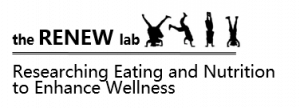 the RENEW lab
Researching Eating and Nutrition
to Enhance Wellness